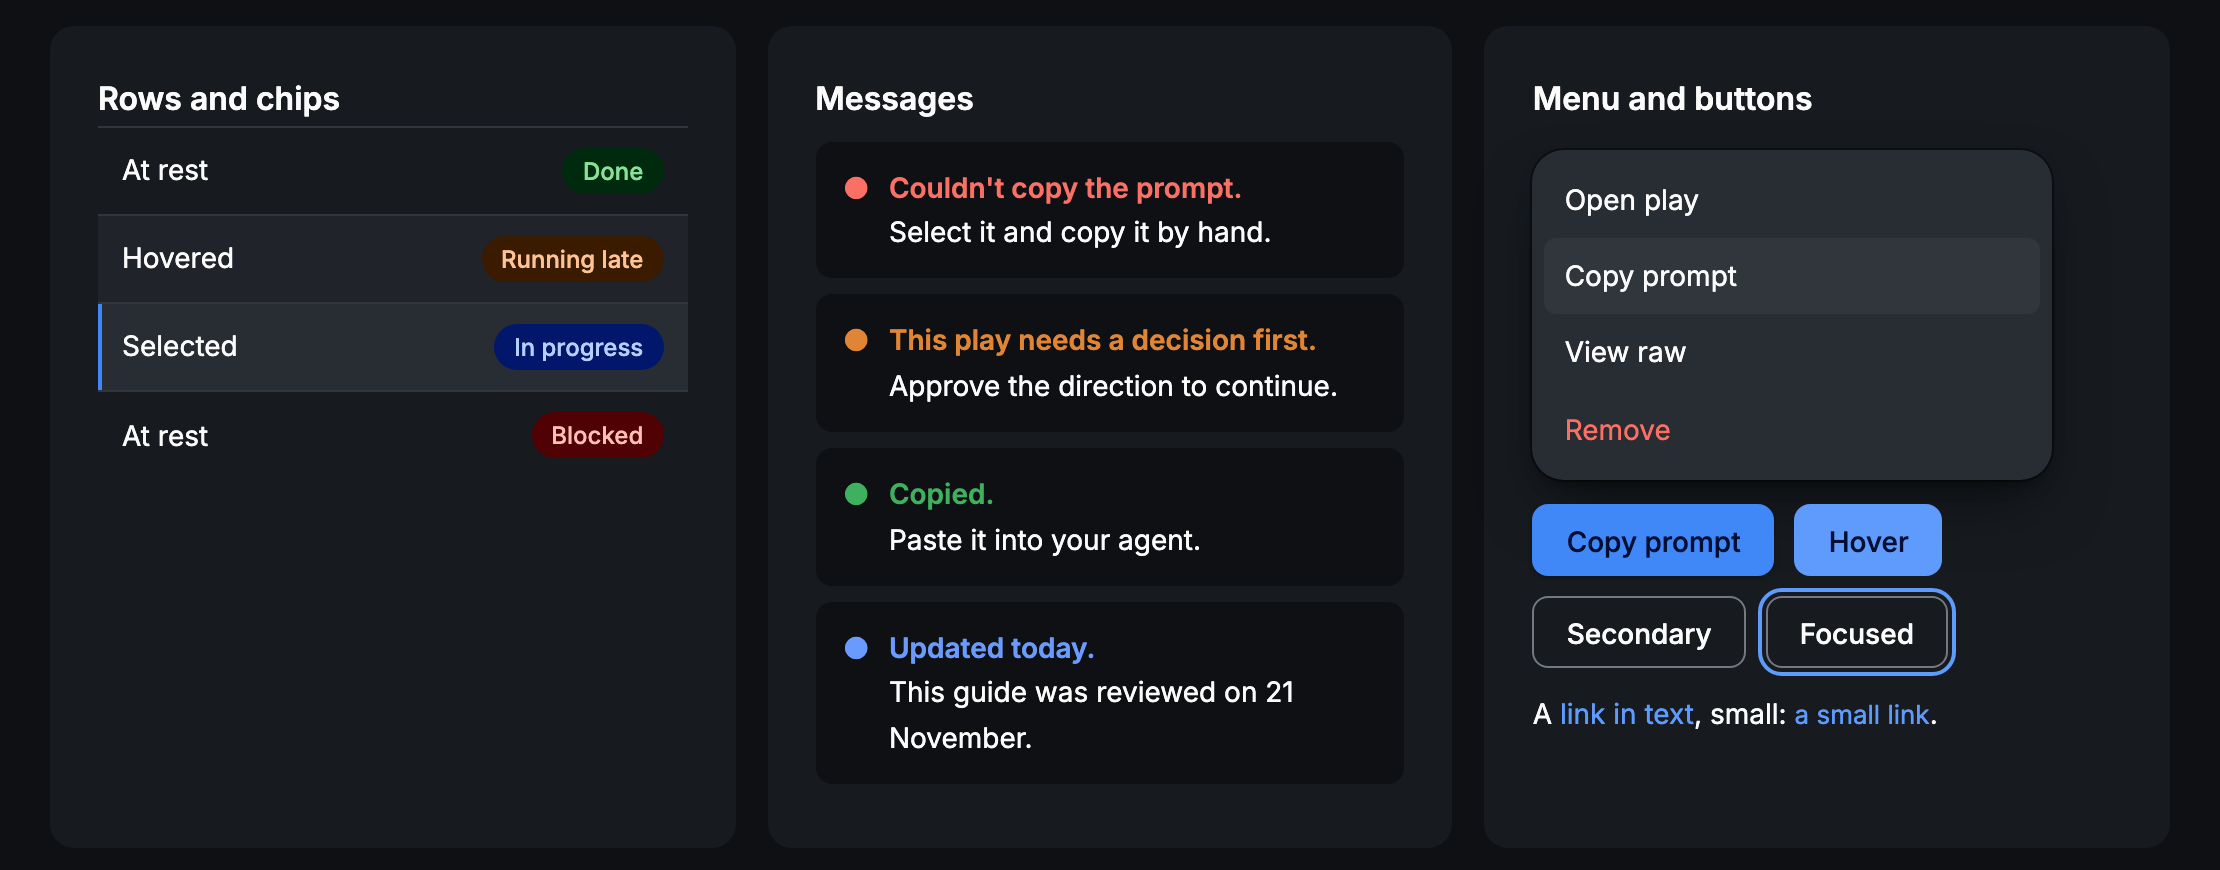 Rows and chips
At rest
Done
Hovered
Running late
Selected
In progress
At rest
Blocked
Messages
Couldn't copy the prompt.
Select it and copy it by hand.
This play needs a decision first.
Approve the direction to continue.
Copied.
Paste it into your agent.
Updated today.
This guide was reviewed on 21
November.
Menu and buttons
Open play
Copy prompt
View raw
Remove
Copy prompt
Hover
Secondary
Focused
A link in text, small: a small link.